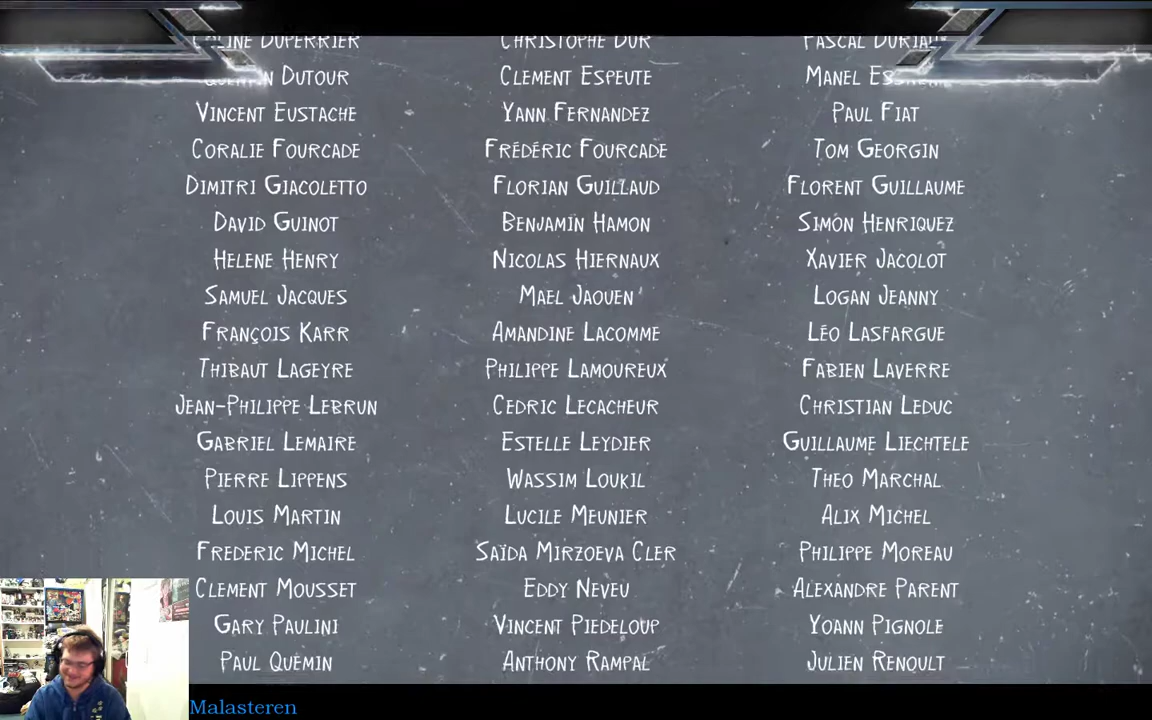 Duperrier Christophe Dur Pascal
Dutour Clement Espeute Manel
Vincent Eustache Yann Fernandez Paul Fiat
Coralie Fourcade Frédéric Fourcade Tom Georgin
Dimitri Giacoletto Florian Guillaud Florent Guillaume
David Guinot Benjamin Hamon Simon Henriquez
Helene Henry Nicolas Hiernaux Xavier Jacolot
Samuel Jacques Mael Jaouen Logan Jeanny
François Karr Amandine Lacomme Léo Lasfargue
Thibaut Lageyre Philippe Lamoureux Fabien Laverre
Jean-Philippe Lebrun Cedric Lecacheur Christian Leduc
Gabriel Lemaire Estelle Leydier Guillaume Liechtele
Pierre Lippens Wassim Loukil Theo Marchal
Louis Martin Lucile Meunier Alix Michel
Frederic Michel Saïda Mirzoeva Cler Philippe Moreau
Clement Mousset Eddy Neveu Alexandre Parent
Gary Paulini Vincent Piedeloup Yoann Pignole
Paul Quemin Anthony Rampal Julien Renoult
Malasteren